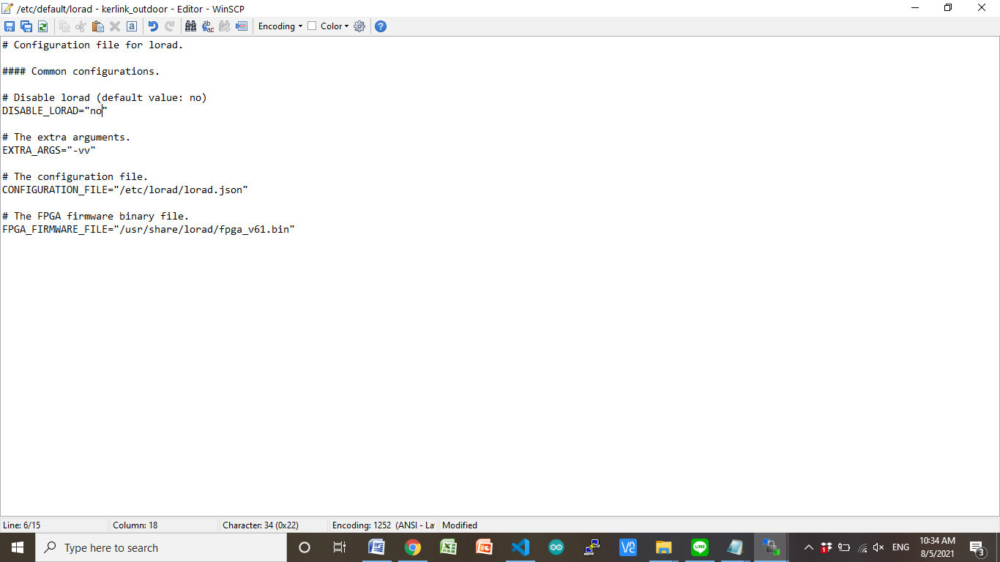 /etc/default/lorad - kerlink_outdoor - Editor - WinSCP
Encoding Color
# Configuration file for lorad.
#### Common configurations.
# Disable lorad (default value: no)
DISABLE_LORAD="no"
# The extra arguments.
EXTRA_ARGS="-vv"
# The configuration file.
CONFIGURATION_FILE="/etc/lorad/lorad.json"
# The FPGA firmware binary file.
FPGA_FIRMWARE_FILE="/usr/share/lorad/fpga_v61.bin"
Line: 6/15 Column: 18 Character: 34 (0x22) Encoding: 1252 (ANSI - La Modified
Type here to search LINE ENG 10:34 AM
8/5/2021 3